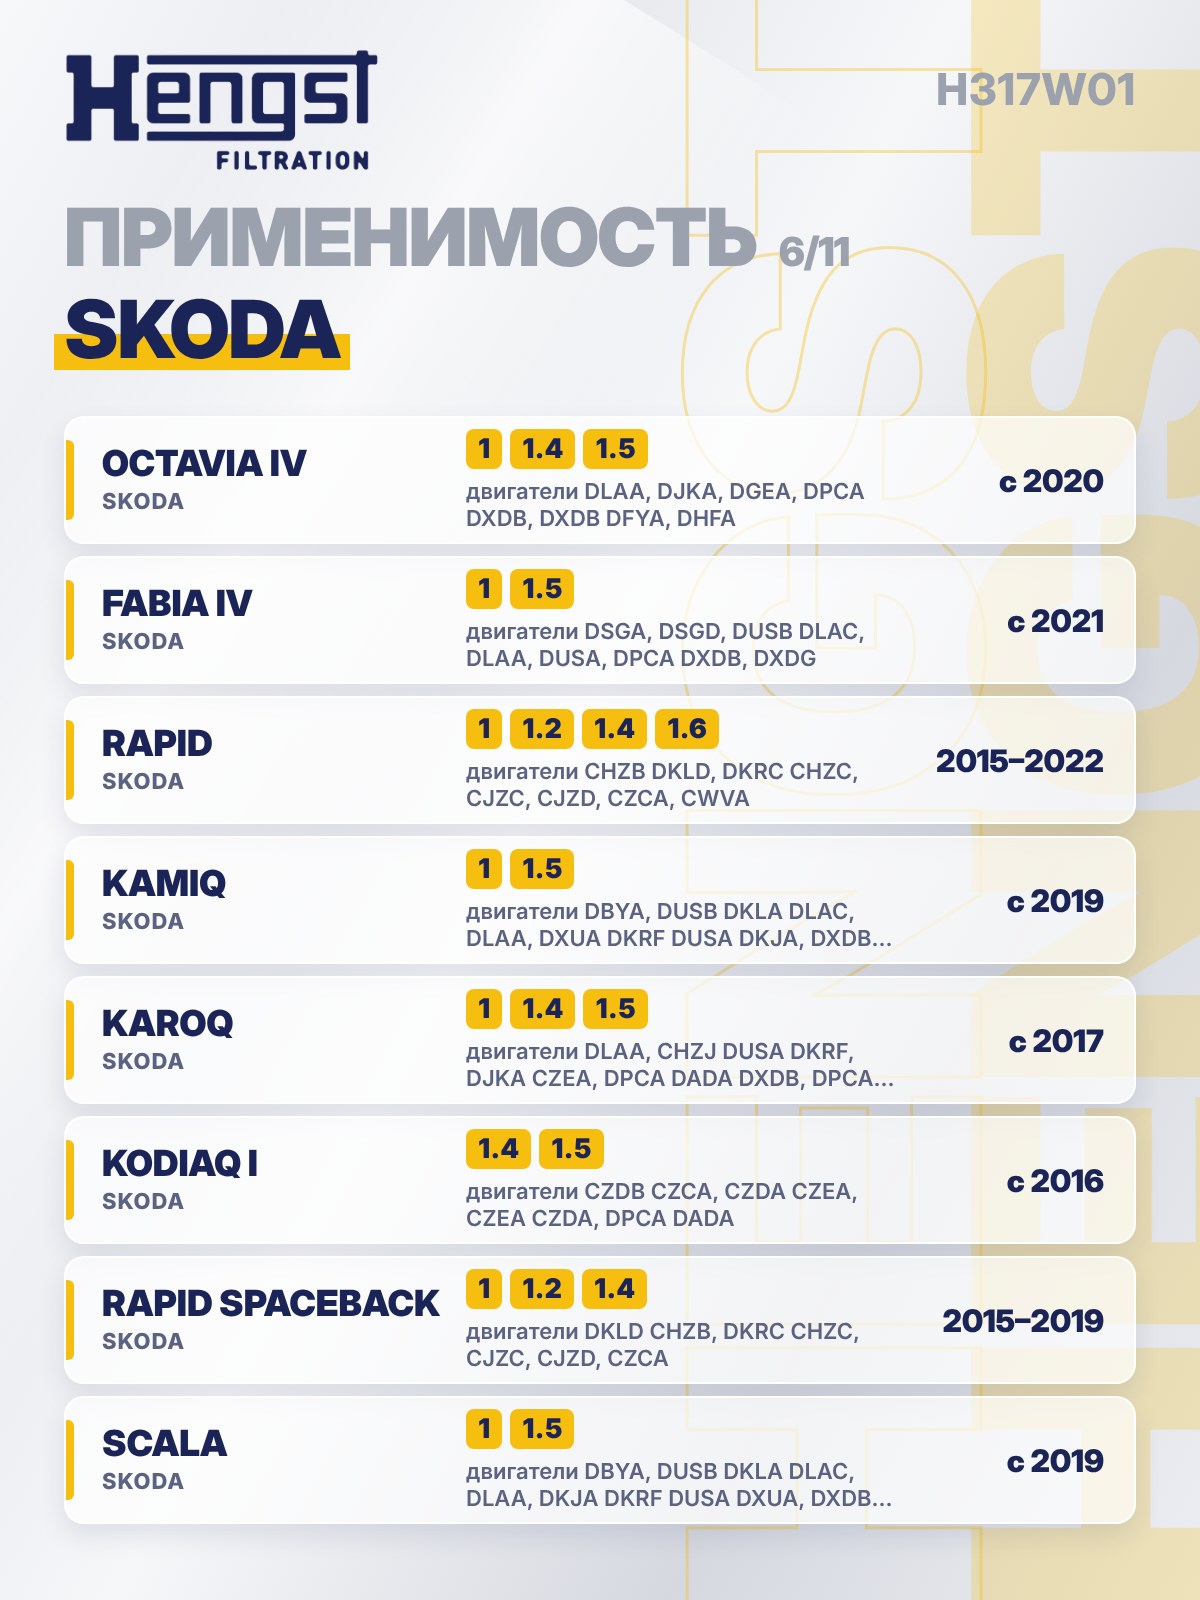 Hengst
FILTRATION
H317W01
ПРИМЕНИМОСТЬ 6/11
SKODA
OCTAVIA IV
SKODA
1 1.4 1.5
двигатели DLAA, DJKA, DGEA, DPCA
DXDB, DXDB DFYA, DHFA
с 2020
FABIA IV
SKODA
1 1.5
двигатели DSGA, DSGD, DUSB DLAC,
DLAA, DUSA, DPCA DXDB, DXDG
с 2021
RAPID
SKODA
1 1.2 1.4 1.6
двигатели CHZB DKLD, DKRC CHZC,
CJZC, CJZD, CZCA, CWVA
2015–2022
KAMIQ
SKODA
1 1.5
двигатели DBYA, DUSB DKLA DLAC,
DLAA, DXUA DKRF DUSA DKJA, DXDB...
с 2019
KAROQ
SKODA
1 1.4 1.5
двигатели DLAA, CHZJ DUSA DKRF,
DJKA CZEA, DPCA DADA DXDB, DPCA...
с 2017
KODIAQ I
SKODA
1.4 1.5
двигатели CZDB CZCA, CZDA CZEA,
CZEA CZDA, DPCA DADA
с 2016
RAPID SPACEBACK
SKODA
1 1.2 1.4
двигатели DKLD CHZB, DKRC CHZC,
CJZC, CJZD, CZCA
2015–2019
SCALA
SKODA
1 1.5
двигатели DBYA, DUSB DKLA DLAC,
DLAA, DKJA DKRF DUSA DXUA, DXDB...
с 2019
HENGST
HENGST